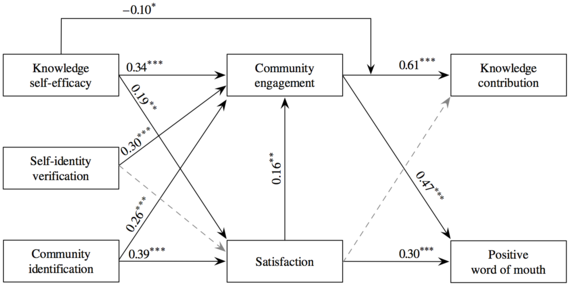 −0.10*
Knowledge
self-efficacy
0.34***
Community
engagement
0.61***
Knowledge
contribution
0.19**
0.30***
Self-identity
verification
0.16**
0.47***
0.26***
Community
identification
0.39***
Satisfaction
0.30***
Positive
word of mouth